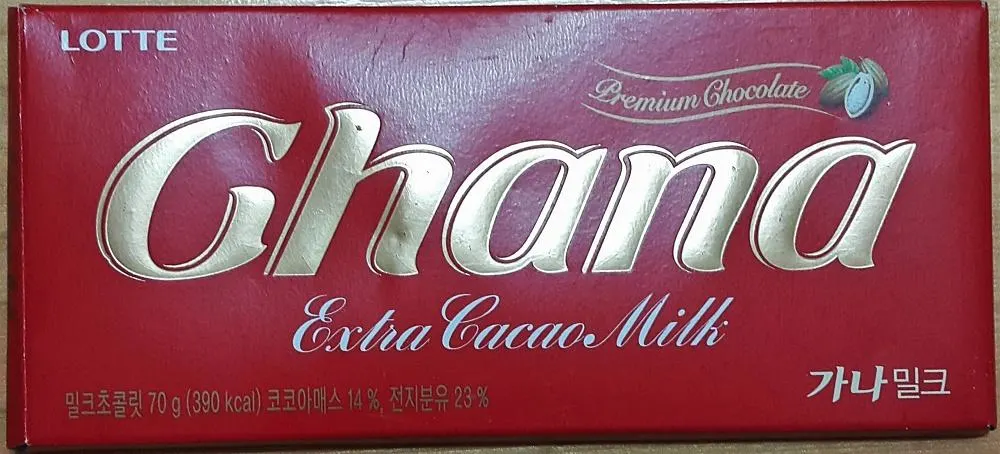 LOTTE
Premium Chocolate
Ghana
Extra Cacao Milk
가나밀크
밀크초콜릿 70 g (390 kcal) 코코아매스 14 %, 전지분유 23 %